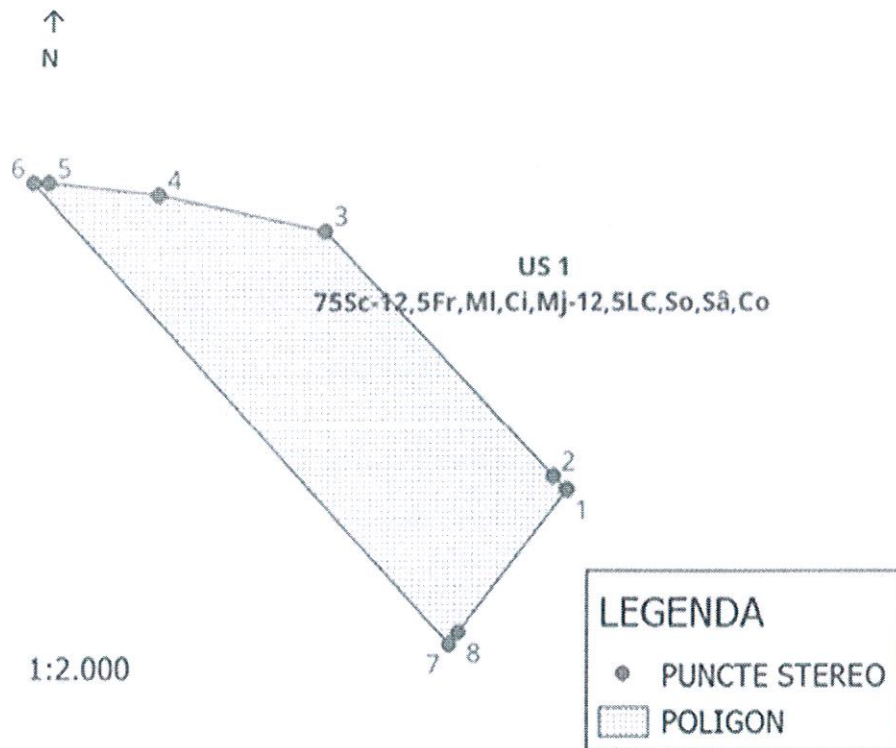 N
6
5
4
3
US 1
75Sc-12,5Fr,Ml,Ci,Mj-12,5LC,So,Sâ,Co
2
1
8
7
1:2.000
LEGENDA
PUNCTE STEREO
POLIGON